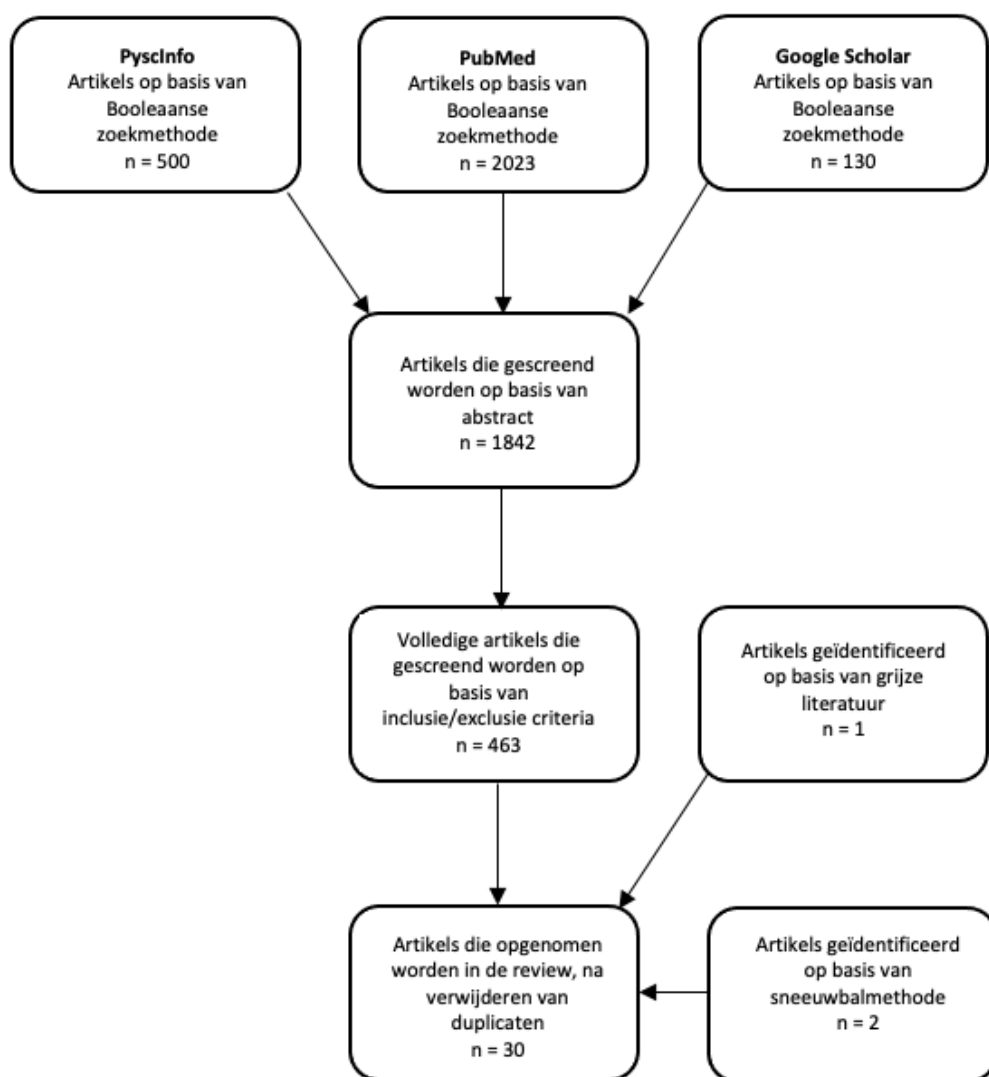 PyscInfo
Artikels op basis van
Booleaanse
zoekmethode
n = 500
PubMed
Artikels op basis van
Booleaanse
zoekmethode
n = 2023
Google Scholar
Artikels op basis van
Booleaanse
zoekmethode
n = 130
Artikels die gescreend
worden op basis van
abstract
n = 1842
Volledige artikels die
gescreend worden op
basis van
inclusie/exclusie criteria
n = 463
Artikels geïdentificeerd
op basis van grijze
literatuur
n = 1
Artikels die opgenomen
worden in de review, na
verwijderen van
duplicaten
n = 30
Artikels geïdentificeerd
op basis van
sneeuwbalmethode
n = 2